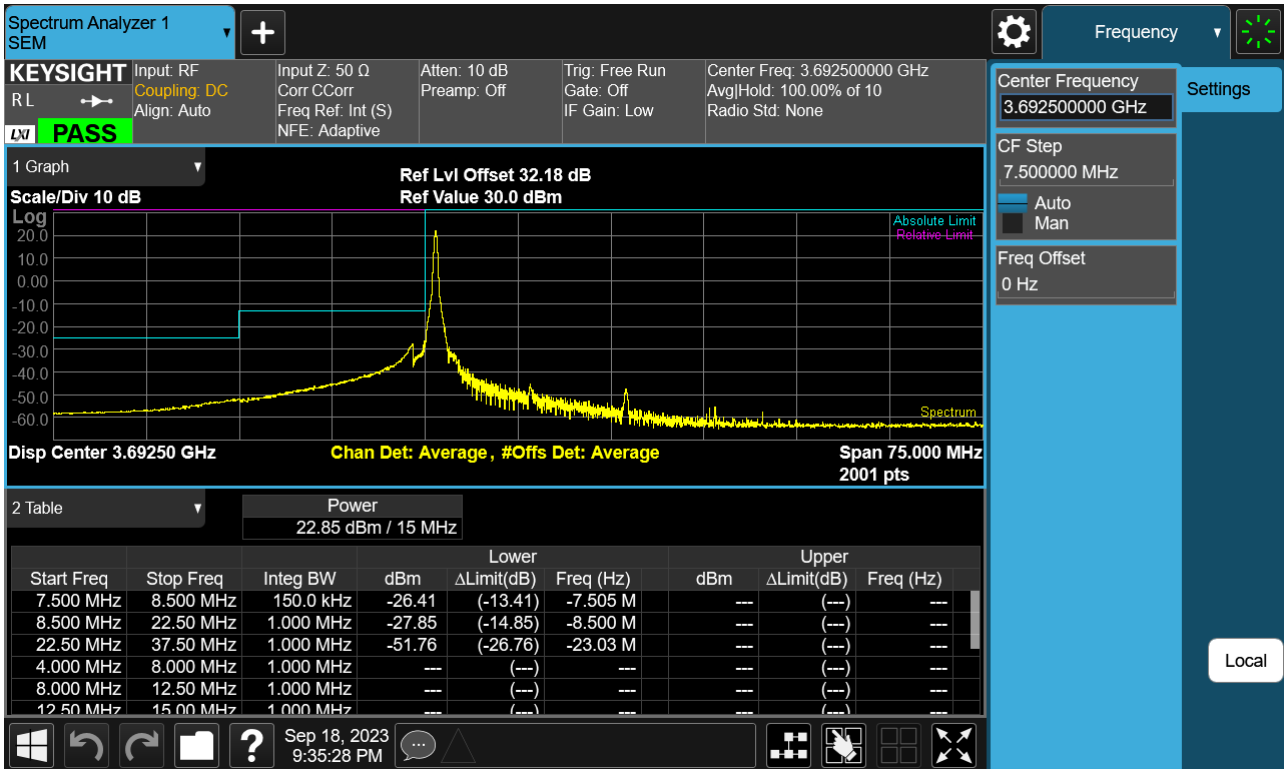 Spectrum Analyzer 1
SEM
+
Frequency
KEYSIGHT
R L
LXI
PASS
Input: RF
Coupling: DC
Align: Auto
Input Z: 50 Ω
Corr CCorr
Freq Ref: Int (S)
NFE: Adaptive
Atten: 10 dB
Preamp: Off
Trig: Free Run
Gate: Off
IF Gain: Low
Center Freq: 3.692500000 GHz
Avg|Hold: 100.00% of 10
Radio Std: None
Center Frequency
3.692500000 GHz
Settings
CF Step
7.500000 MHz
Auto
Man
Freq Offset
0 Hz
Local
1 Graph
Scale/Div 10 dB
Ref Lvl Offset 32.18 dB
Ref Value 30.0 dBm
Log
20.0
10.0
0.00
-10.0
-20.0
-30.0
-40.0
-50.0
-60.0
Absolute Limit
Relative Limit
Spectrum
Disp Center 3.69250 GHz
Chan Det: Average, #Offs Det: Average
Span 75.000 MHz
2001 pts
2 Table
Power
22.85 dBm / 15 MHz
Lower Upper
Start Freq Stop Freq Integ BW dBm ΔLimit(dB) Freq (Hz) dBm ΔLimit(dB) Freq (Hz)
7.500 MHz 8.500 MHz 150.0 kHz -26.41 (-13.41) -7.505 M --- (---) ---
8.500 MHz 22.50 MHz 1.000 MHz -27.85 (-14.85) -8.500 M --- (---) ---
22.50 MHz 37.50 MHz 1.000 MHz -51.76 (-26.76) -23.03 M --- (---) ---
4.000 MHz 8.000 MHz 1.000 MHz --- (---) --- --- (---) ---
8.000 MHz 12.50 MHz 1.000 MHz --- (---) --- --- (---) ---
12.50 MHz 15.00 MHz 1.000 MHz --- (---) --- --- (---) ---
?
Sep 18, 2023
9:35:28 PM